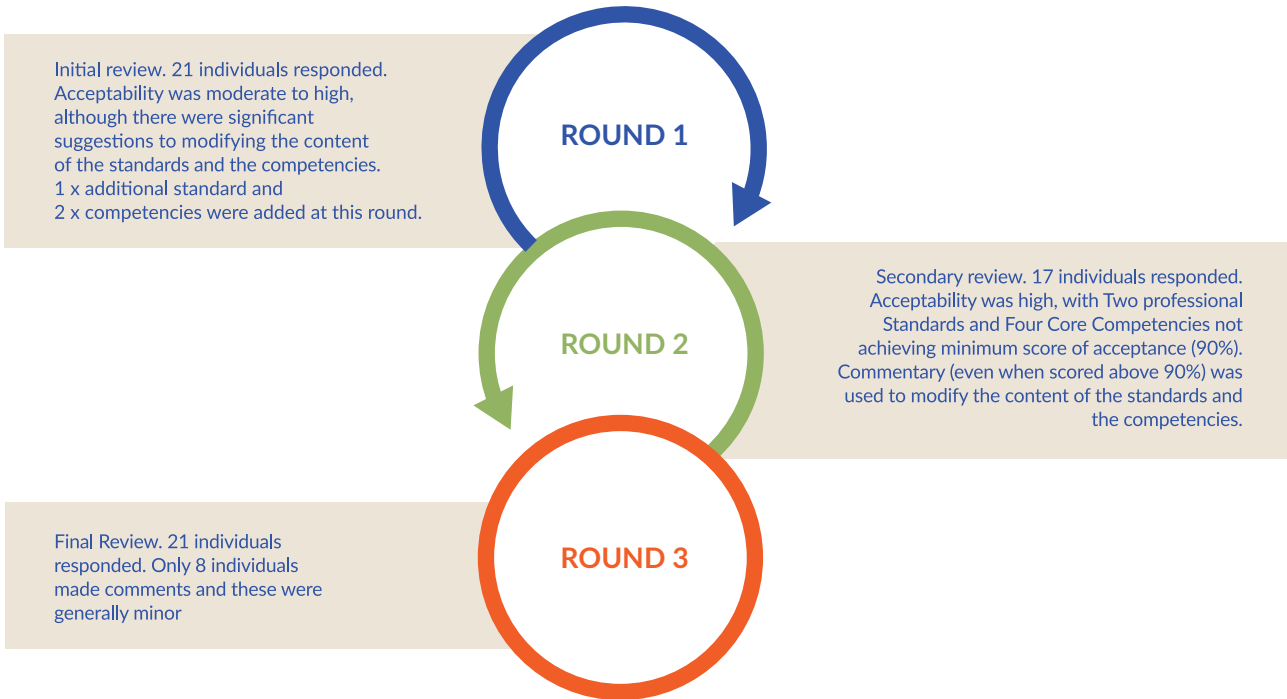 Initial review. 21 individuals responded.
Acceptability was moderate to high,
although there were significant
suggestions to modifying the content
of the standards and the competencies.
1 x additional standard and
2 x competencies were added at this round.
ROUND 1
Secondary review. 17 individuals responded.
Acceptability was high, with Two professional
Standards and Four Core Competencies not
achieving minimum score of acceptance (90%).
Commentary (even when scored above 90%) was
used to modify the content of the standards and
the competencies.
ROUND 2
Final Review. 21 individuals
responded. Only 8 individuals
made comments and these were
generally minor
ROUND 3